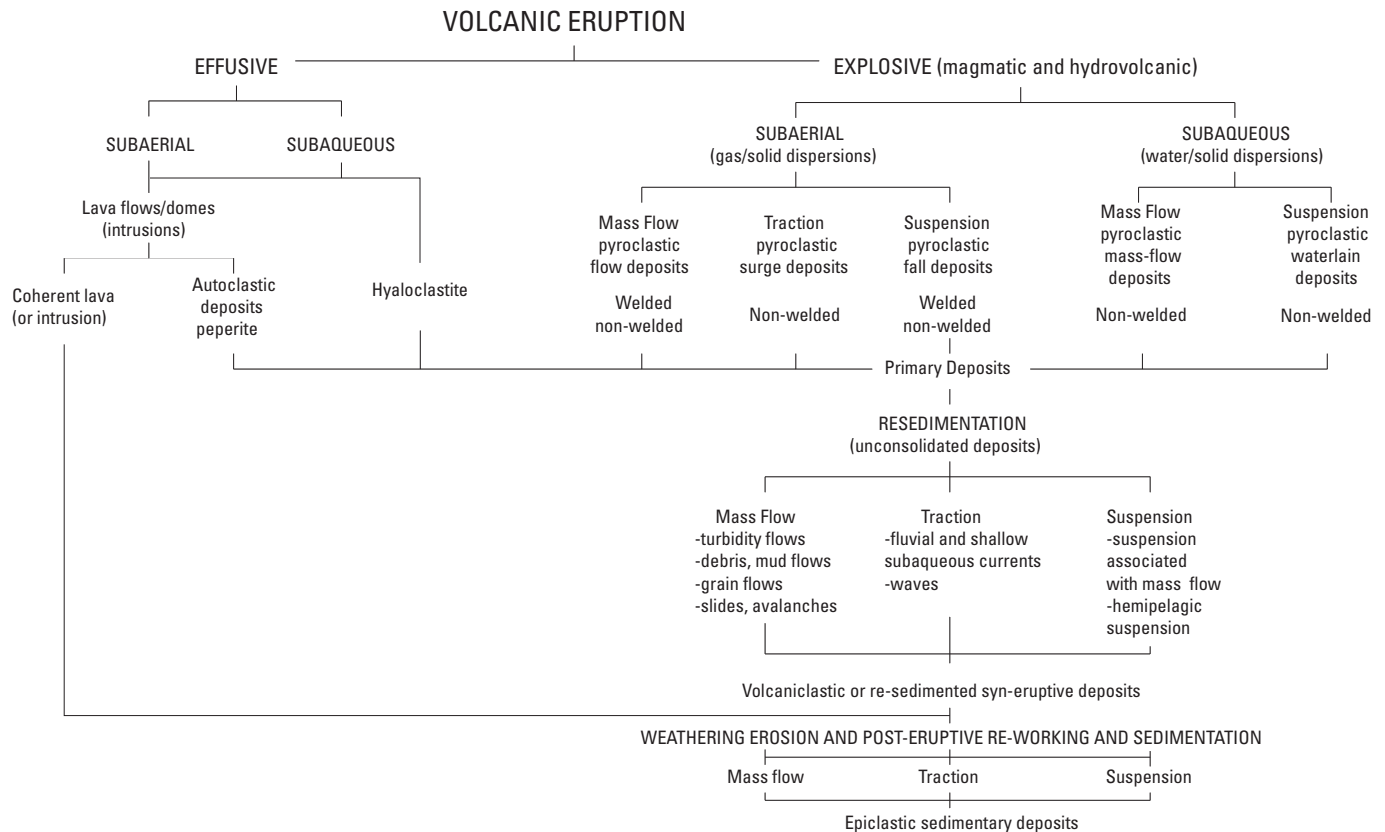 VOLCANIC ERUPTION
EFFUSIVE
EXPLOSIVE (magmatic and hydrovolcanic)
SUBAERIAL
SUBAQUEOUS
SUBAERIAL
(gas/solid dispersions)
SUBAQUEOUS
(water/solid dispersions)
Lava flows/domes
(intrusions)
Mass Flow
pyroclastic
flow deposits
Welded
non-welded
Traction
pyroclastic
surge deposits
Non-welded
Suspension
pyroclastic
fall deposits
Welded
non-welded
Mass Flow
pyroclastic
mass-flow
deposits
Non-welded
Suspension
pyroclastic
waterlain
deposits
Non-welded
Coherent lava
(or intrusion)
Autoclastic
deposits
peperite
Hyaloclastite
Primary Deposits
RESEDIMENTATION
(unconsolidated deposits)
Mass Flow
-turbidity flows
-debris, mud flows
-grain flows
-slides, avalanches
Traction
-fluvial and shallow
subaqueous currents
-waves
Suspension
-suspension
associated
with mass flow
-hemipelagic
suspension
Volcaniclastic or re-sedimented syn-eruptive deposits
WEATHERING EROSION AND POST-ERUPTIVE RE-WORKING AND SEDIMENTATION
Mass flow
Traction
Suspension
Epiclastic sedimentary deposits